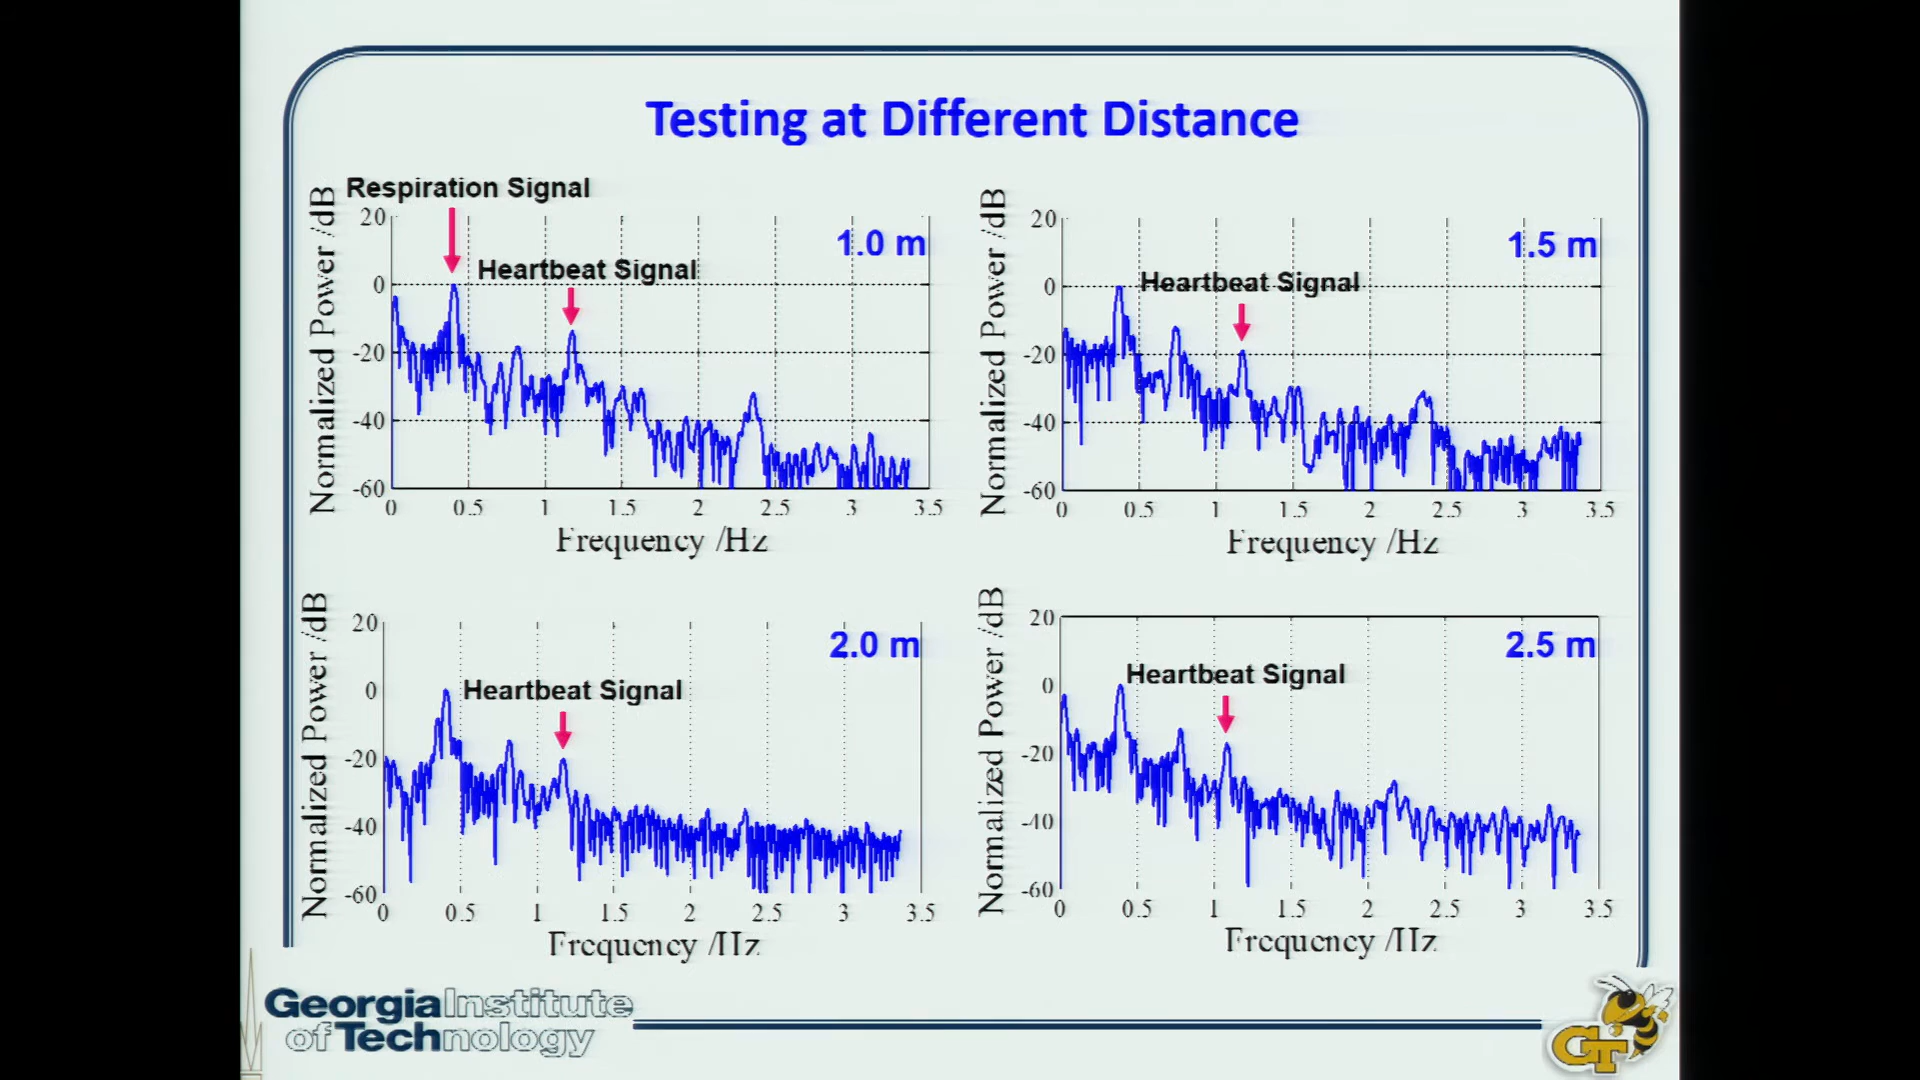 Testing at Different Distance
Respiration Signal
Heartbeat Signal
1.0 m
Normalized Power /dB
20
0
-20
-40
-60
0 0.5 1 1.5 2 2.5 3 3.5
Frequency /Hz
Heartbeat Signal
1.5 m
Normalized Power /dB
20
0
-20
-40
-60
0 0.5 1 1.5 2 2.5 3 3.5
Frequency /Hz
Heartbeat Signal
2.0 m
Normalized Power /dB
20
0
-20
-40
-60
0 0.5 1 1.5 2 2.5 3 3.5
Frequency /Hz
Heartbeat Signal
2.5 m
Normalized Power /dB
20
0
-20
-40
-60
0 0.5 1 1.5 2 2.5 3 3.5
Frequency /Hz
Georgia Institute
of Technology
GT